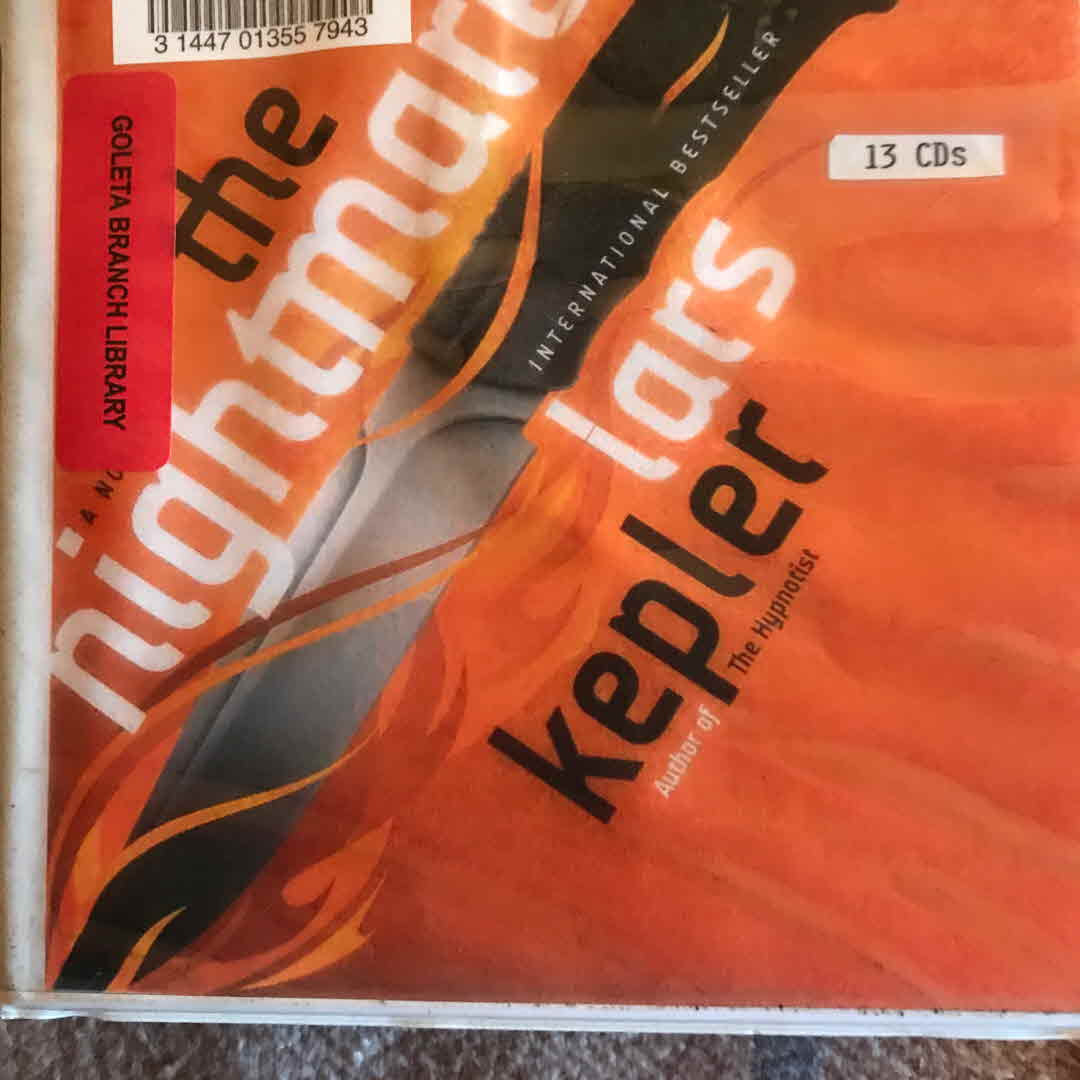 3 1447 01355 7943
GOLETA BRANCH LIBRARY
the
nightmare
A NO
INTERNATIONAL BESTSELLER
13 CDs
lars
kepler
Author of The Hypnotist